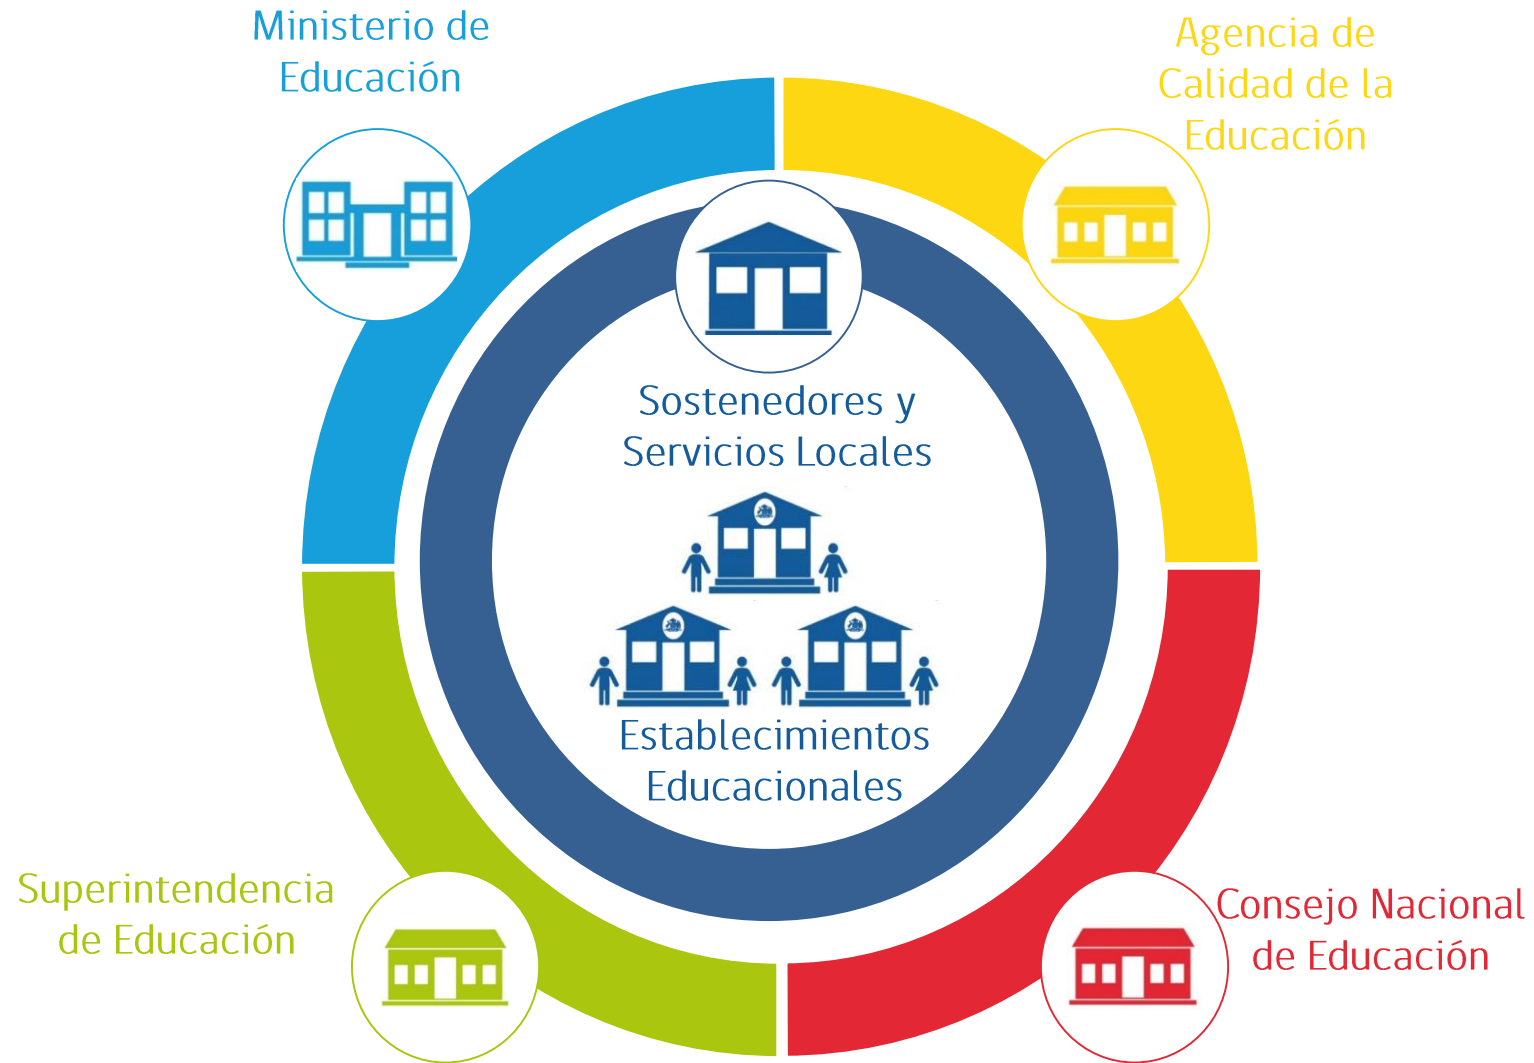 Ministerio de
Educación
Agencia de
Calidad de la
Educación
Sostenedores y
Servicios Locales
Establecimientos
Educacionales
Superintendencia
de Educación
Consejo Nacional
de Educación